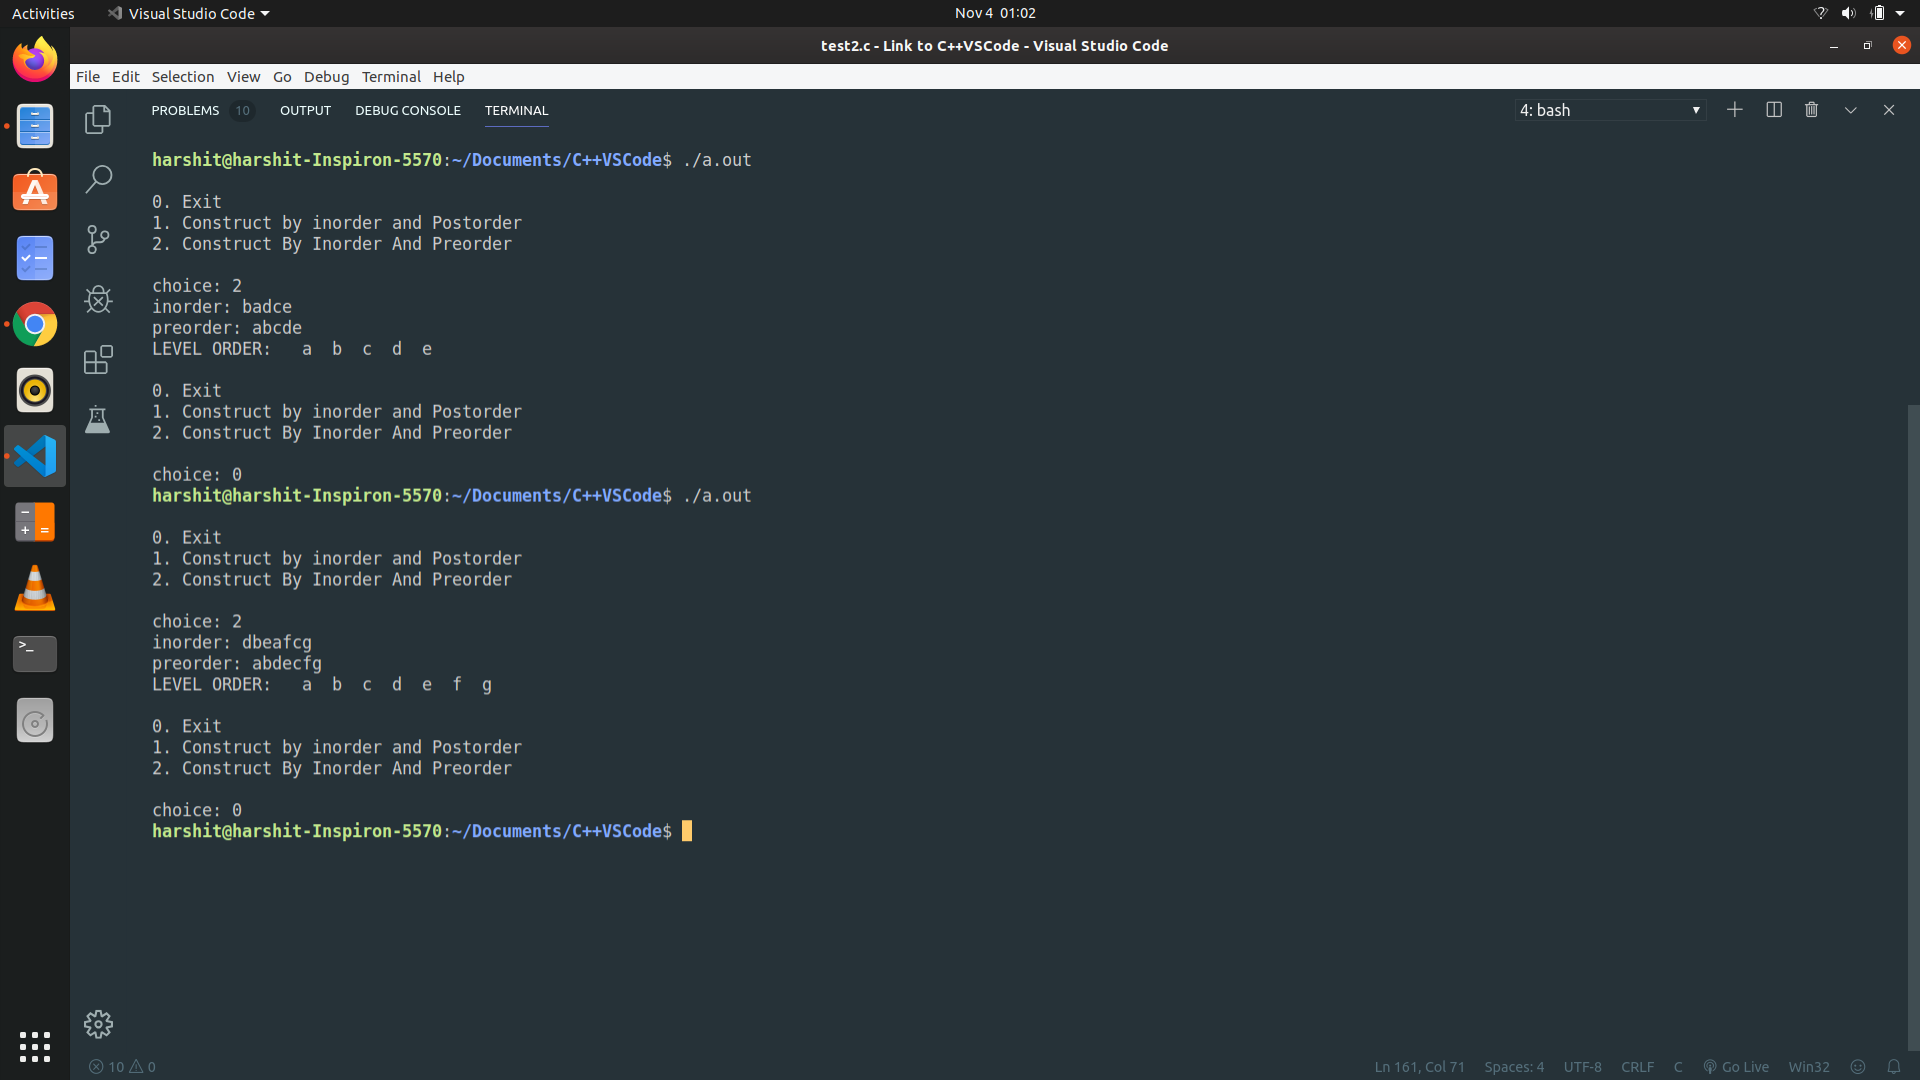 Activities Visual Studio Code Nov 4 01:02
test2.c - Link to C++VSCode - Visual Studio Code
File Edit Selection View Go Debug Terminal Help
PROBLEMS 10 OUTPUT DEBUG CONSOLE TERMINAL 4: bash
harshit@harshit-Inspiron-5570:~/Documents/C++VSCode$ ./a.out
0. Exit
1. Construct by inorder and Postorder
2. Construct By Inorder And Preorder
choice: 2
inorder: badce
preorder: abcde
LEVEL ORDER: a b c d e
0. Exit
1. Construct by inorder and Postorder
2. Construct By Inorder And Preorder
choice: 0
harshit@harshit-Inspiron-5570:~/Documents/C++VSCode$ ./a.out
0. Exit
1. Construct by inorder and Postorder
2. Construct By Inorder And Preorder
choice: 2
inorder: dbeafcg
preorder: abdecfg
LEVEL ORDER: a b c d e f g
0. Exit
1. Construct by inorder and Postorder
2. Construct By Inorder And Preorder
choice: 0
harshit@harshit-Inspiron-5570:~/Documents/C++VSCode$
10 0 Ln 161, Col 71 Spaces: 4 UTF-8 CRLF C Go Live Win32